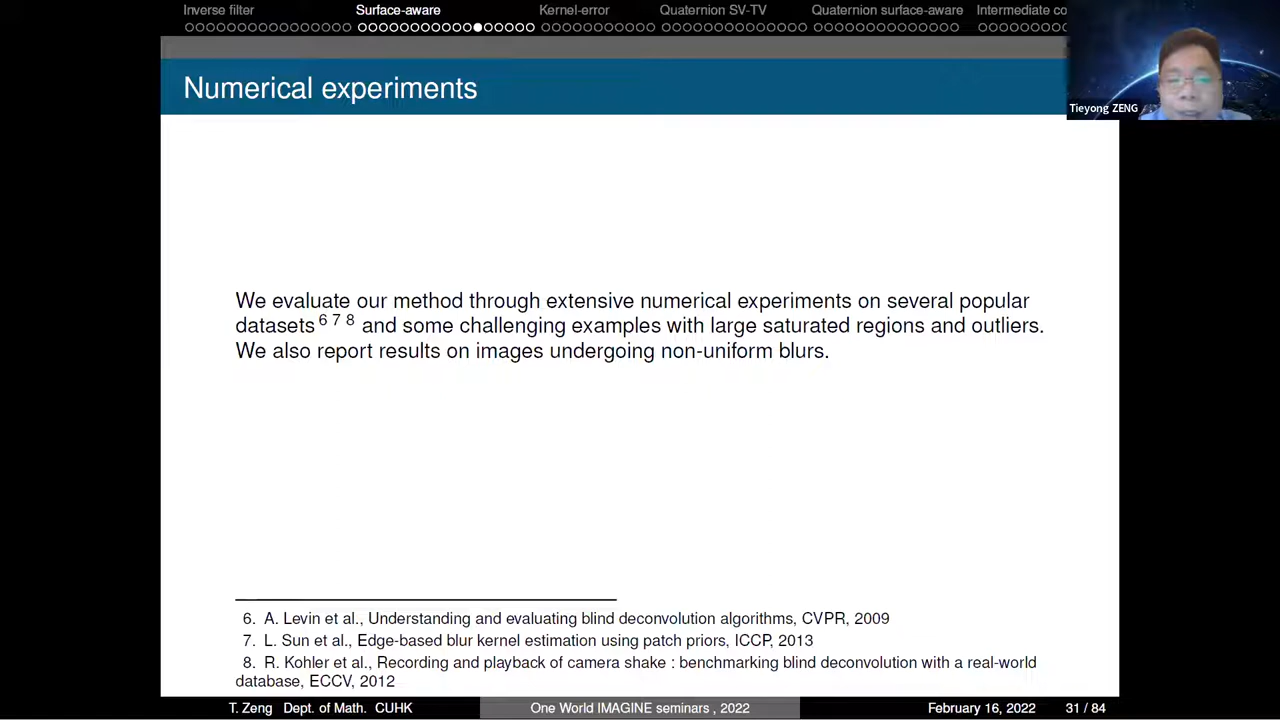 Inverse filter Surface-aware Kernel-error Quaternion SV-TV Quaternion surface-aware Intermediate co
Numerical experiments
Tieyong ZENG
We evaluate our method through extensive numerical experiments on several popular
datasets 6 7 8 and some challenging examples with large saturated regions and outliers.
We also report results on images undergoing non-uniform blurs.
6. A. Levin et al., Understanding and evaluating blind deconvolution algorithms, CVPR, 2009
7. L. Sun et al., Edge-based blur kernel estimation using patch priors, ICCP, 2013
8. R. Kohler et al., Recording and playback of camera shake : benchmarking blind deconvolution with a real-world
database, ECCV, 2012
T. Zeng Dept. of Math. CUHK One World IMAGINE seminars , 2022 February 16, 2022 31 / 84